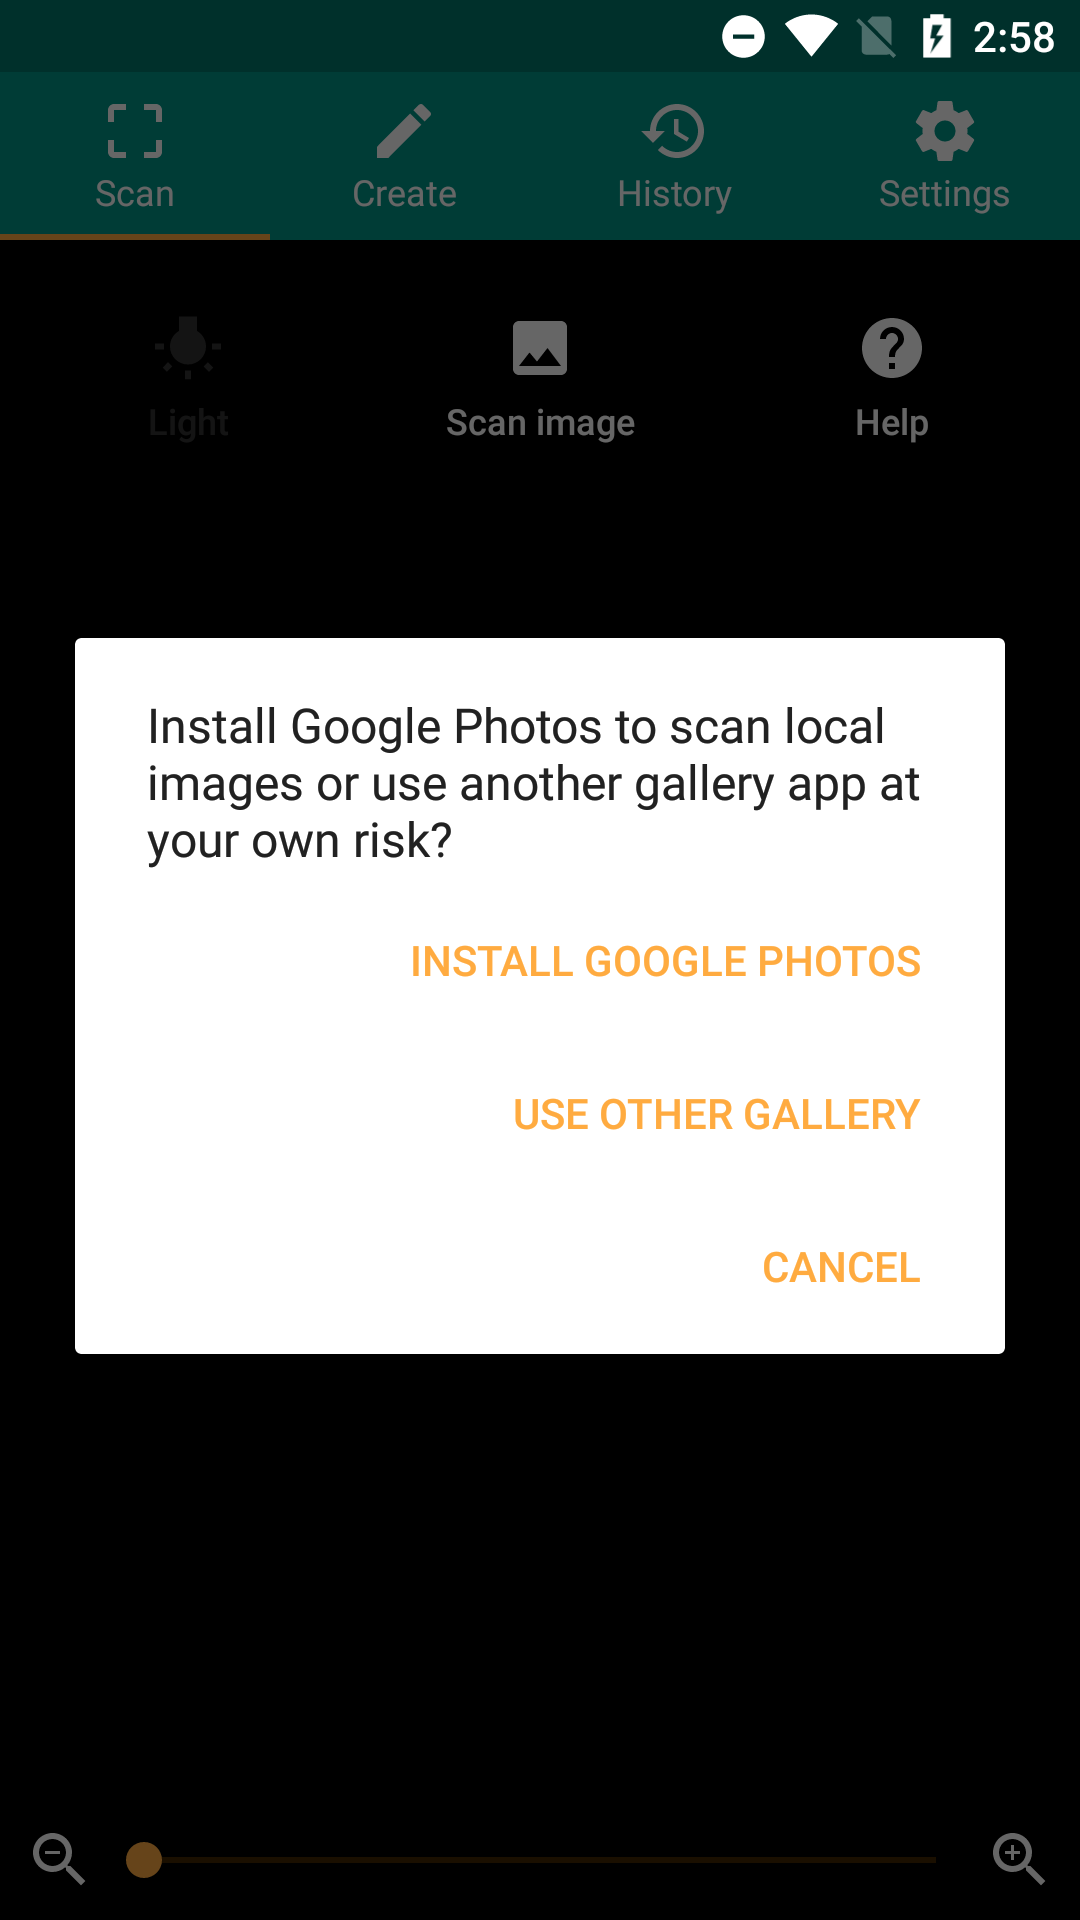 2:58
Scan Create History Settings
Light Scan image Help
Install Google Photos to scan local
images or use another gallery app at
your own risk?
INSTALL GOOGLE PHOTOS
USE OTHER GALLERY
CANCEL